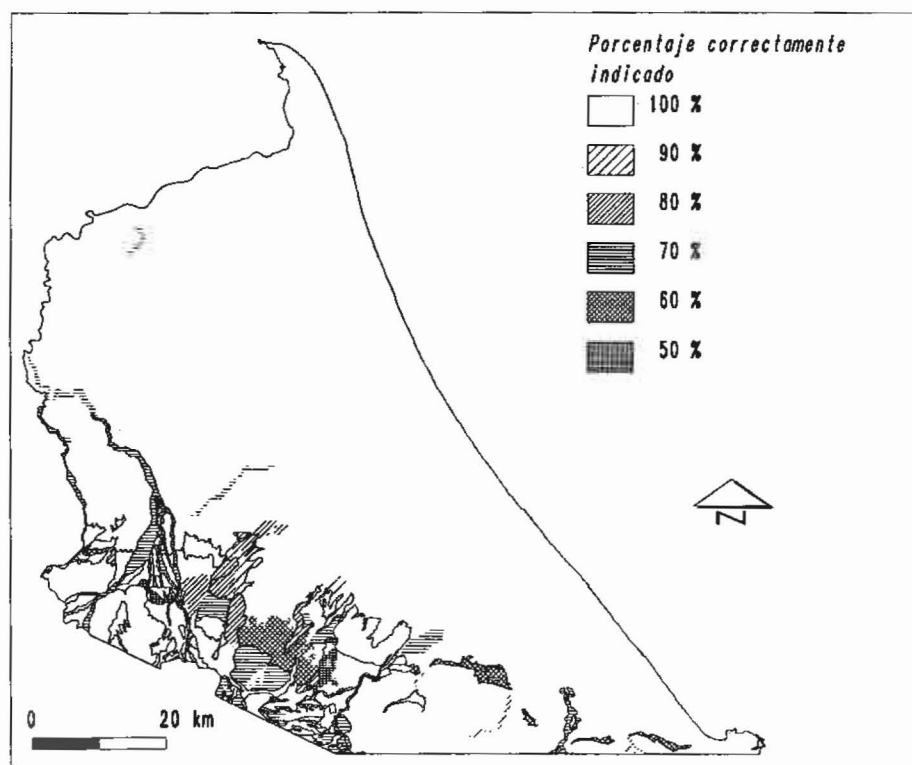 Porcentaje correctamente
indicado
100 %
90 %
80 %
70 %
60 %
50 %
N
0 20 km